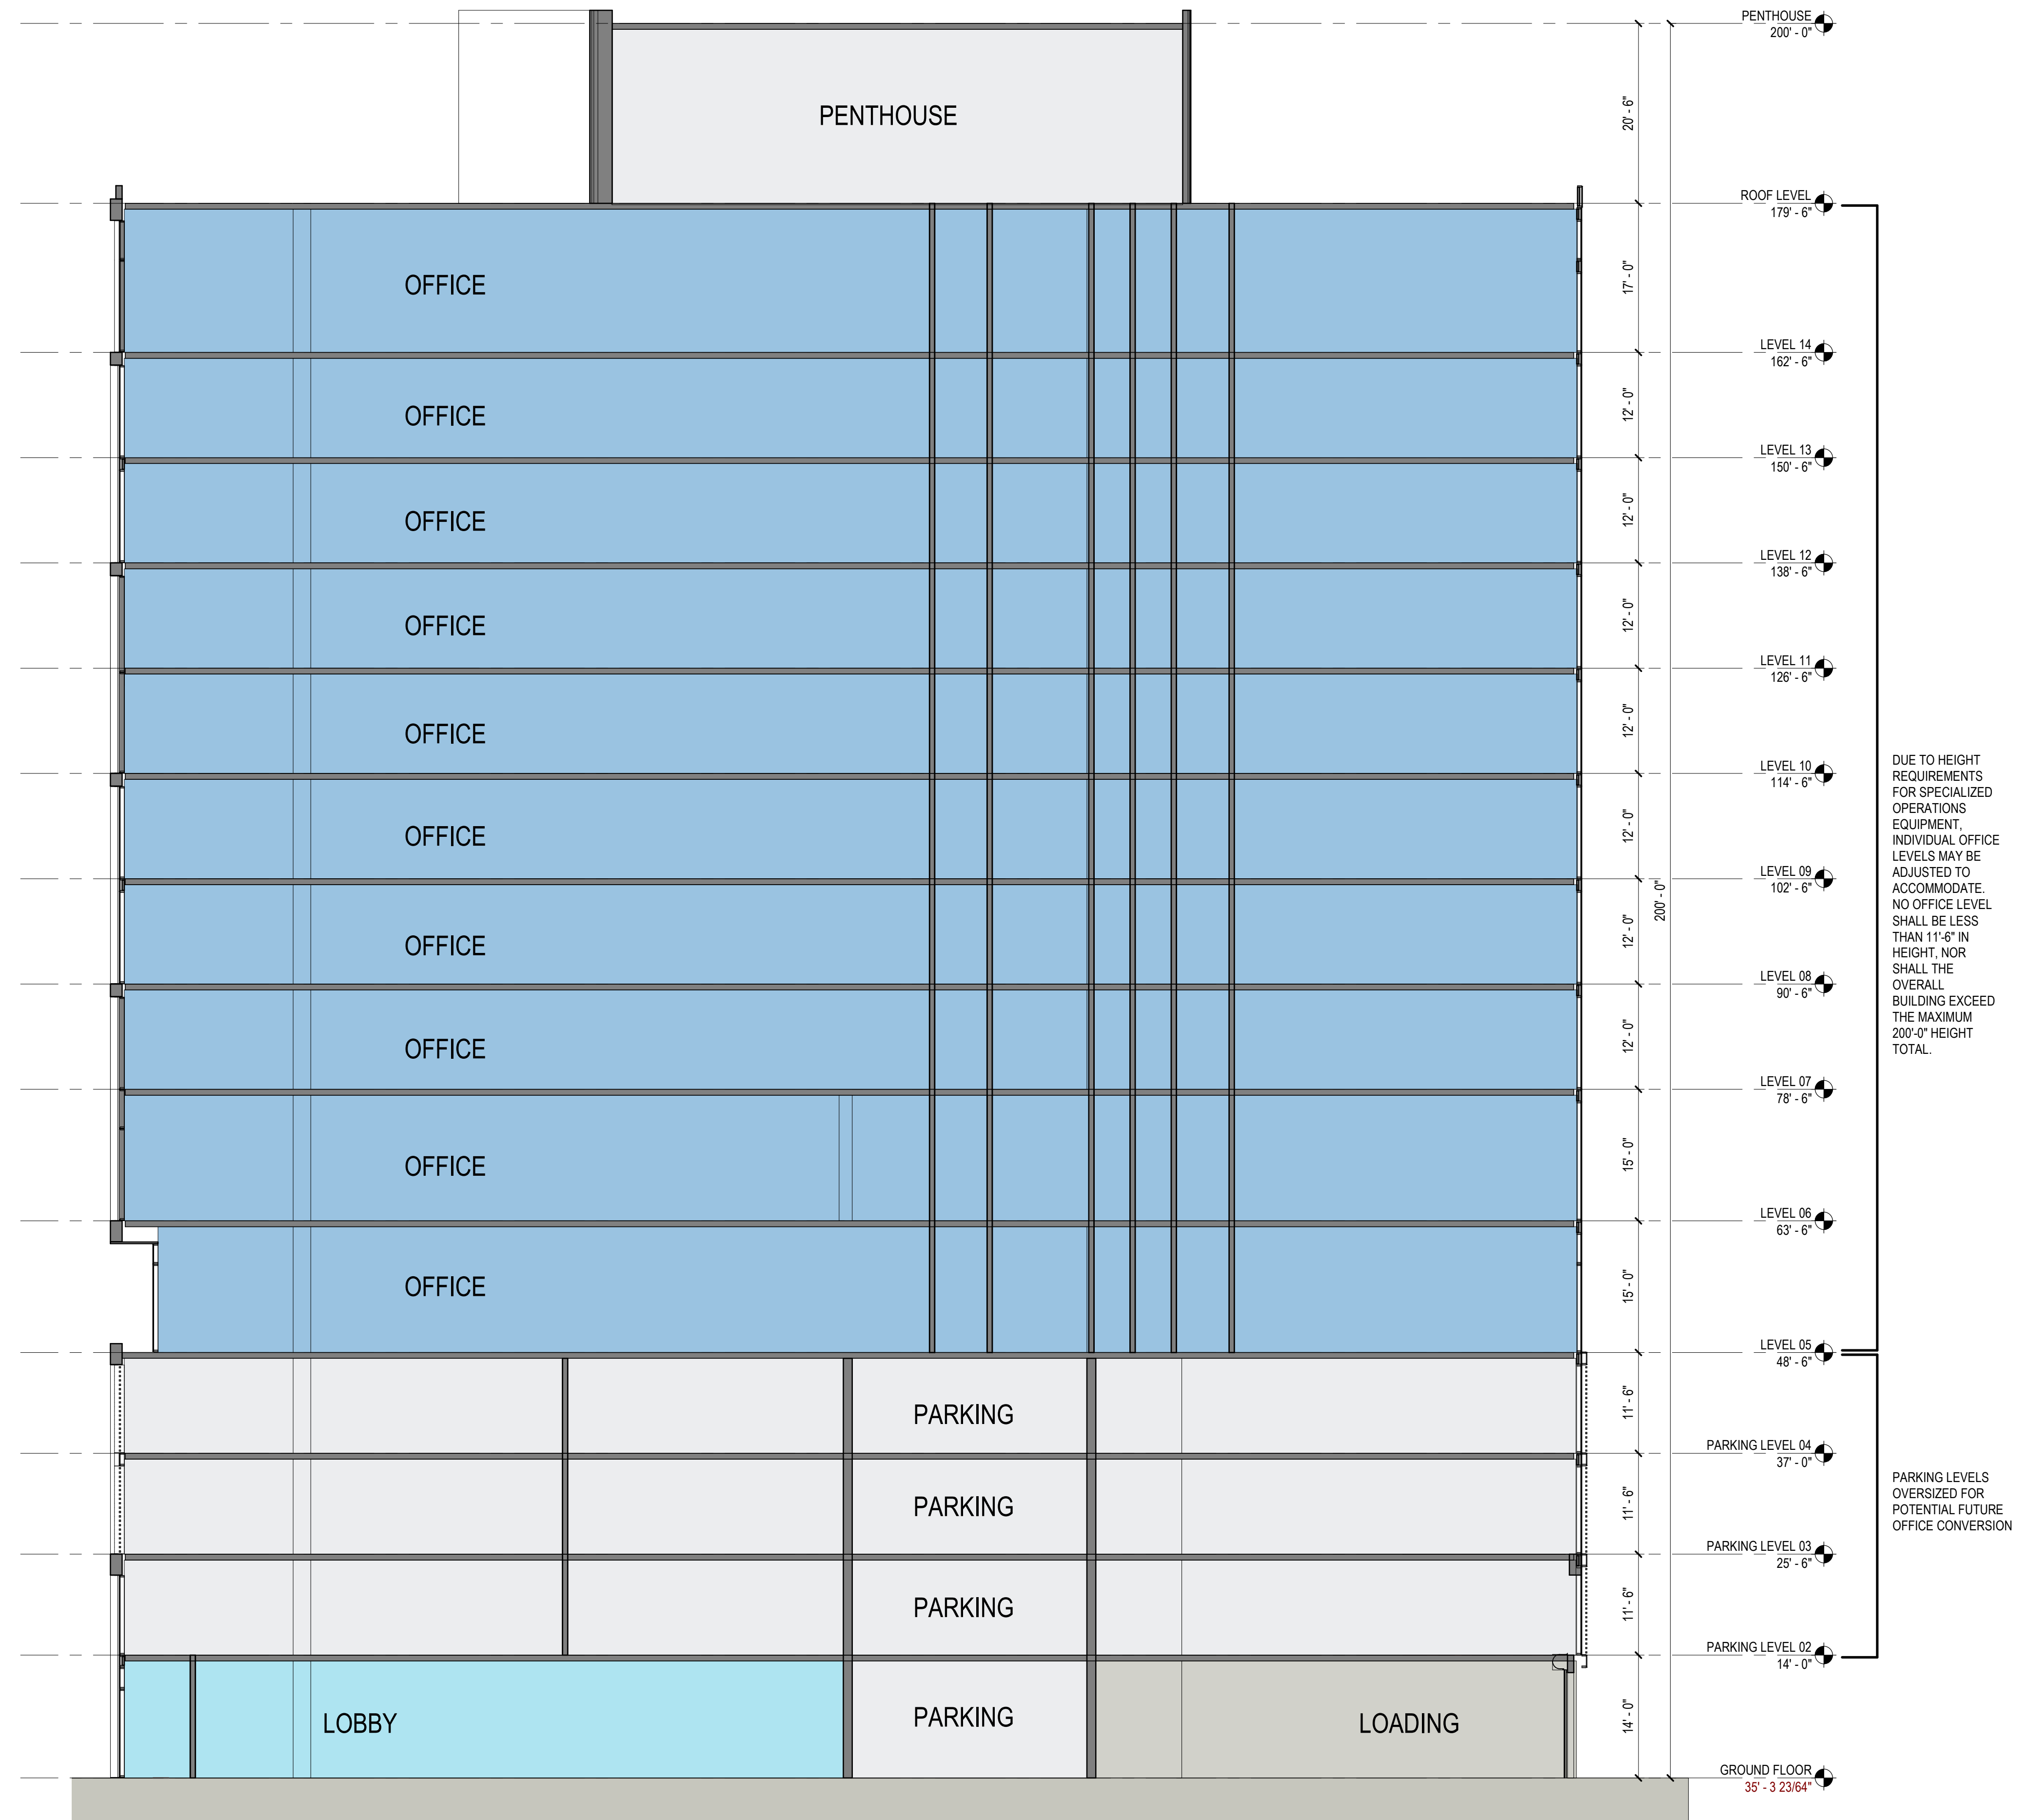 PENTHOUSE
200' - 0"
PENTHOUSE
20' - 6"
ROOF LEVEL
179' - 6"
OFFICE
17' - 0"
LEVEL 14
162' - 6"
OFFICE
12' - 0"
LEVEL 13
150' - 6"
OFFICE
12' - 0"
LEVEL 12
138' - 6"
OFFICE
12' - 0"
LEVEL 11
126' - 6"
OFFICE
12' - 0"
LEVEL 10
114' - 6"
OFFICE
12' - 0"
LEVEL 09
102' - 6"
200' - 0"
OFFICE
12' - 0"
LEVEL 08
90' - 6"
OFFICE
12' - 0"
LEVEL 07
78' - 6"
OFFICE
15' - 0"
LEVEL 06
63' - 6"
OFFICE
15' - 0"
LEVEL 05
48' - 6"
DUE TO HEIGHT
REQUIREMENTS
FOR SPECIALIZED
OPERATIONS
EQUIPMENT,
INDIVIDUAL OFFICE
LEVELS MAY BE
ADJUSTED TO
ACCOMMODATE.
NO OFFICE LEVEL
SHALL BE LESS
THAN 11'-6" IN
HEIGHT, NOR
SHALL THE
OVERALL
BUILDING EXCEED
THE MAXIMUM
200'-0" HEIGHT
TOTAL.
PARKING
11' - 6"
PARKING LEVEL 04
37' - 0"
PARKING
11' - 6"
PARKING LEVEL 03
25' - 6"
PARKING
11' - 6"
PARKING LEVEL 02
14' - 0"
PARKING LEVELS
OVERSIZED FOR
POTENTIAL FUTURE
OFFICE CONVERSION
LOBBY
PARKING
LOADING
14' - 0"
GROUND FLOOR
35' - 3 23/64"